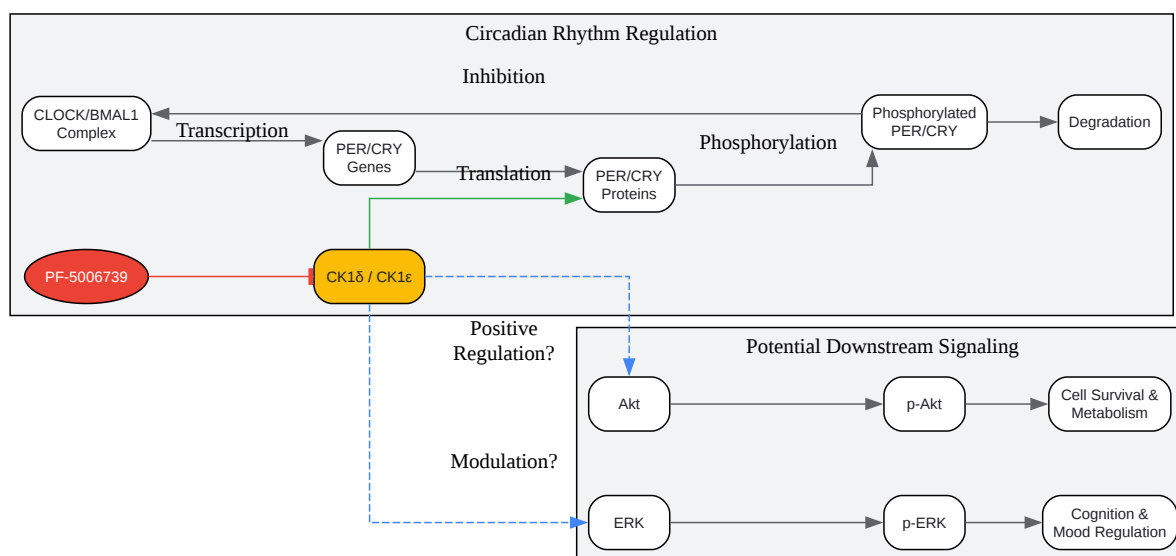 Circadian Rhythm Regulation
Inhibition
CLOCK/BMAL1
Complex
Transcription
PER/CRY
Genes
Translation
PER/CRY
Proteins
Phosphorylation
Phosphorylated
PER/CRY
Degradation
PF-5006739
CK1δ / CK1ε
Positive
Regulation?
Potential Downstream Signaling
Akt
p-Akt
Cell Survival &
Metabolism
Modulation?
ERK
p-ERK
Cognition &
Mood Regulation